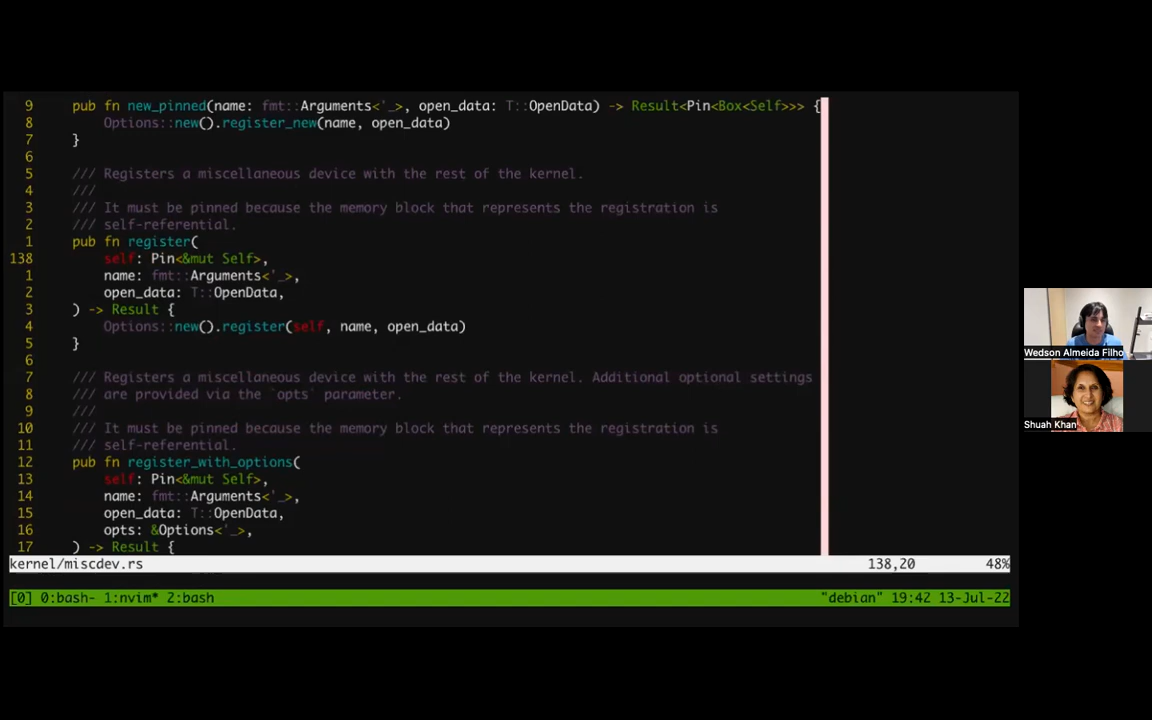 9 pub fn new_pinned(name: fmt::Arguments<'_>, open_data: T::OpenData) -> Result<Pin<Box<Self>>> {
8 Options::new().register_new(name, open_data)
7 }
6
5 /// Registers a miscellaneous device with the rest of the kernel.
4 ///
3 /// It must be pinned because the memory block that represents the registration is
2 /// self-referential.
1 pub fn register(
138 self: Pin<&mut Self>,
1 name: fmt::Arguments<'_>,
2 open_data: T::OpenData,
3 ) -> Result {
4 Options::new().register(self, name, open_data)
5 }
6
7 /// Registers a miscellaneous device with the rest of the kernel. Additional optional settings
8 /// are provided via the `opts` parameter.
9 ///
10 /// It must be pinned because the memory block that represents the registration is
11 /// self-referential.
12 pub fn register_with_options(
13 self: Pin<&mut Self>,
14 name: fmt::Arguments<'_>,
15 open_data: T::OpenData,
16 opts: &Options<'_>,
17 ) -> Result {
kernel/miscdev.rs 138,20 48%
[0] 0:bash- 1:nvim* 2:bash "debian" 19:42 13-Jul-22
Wedson Almeida Filho
Shuah Khan